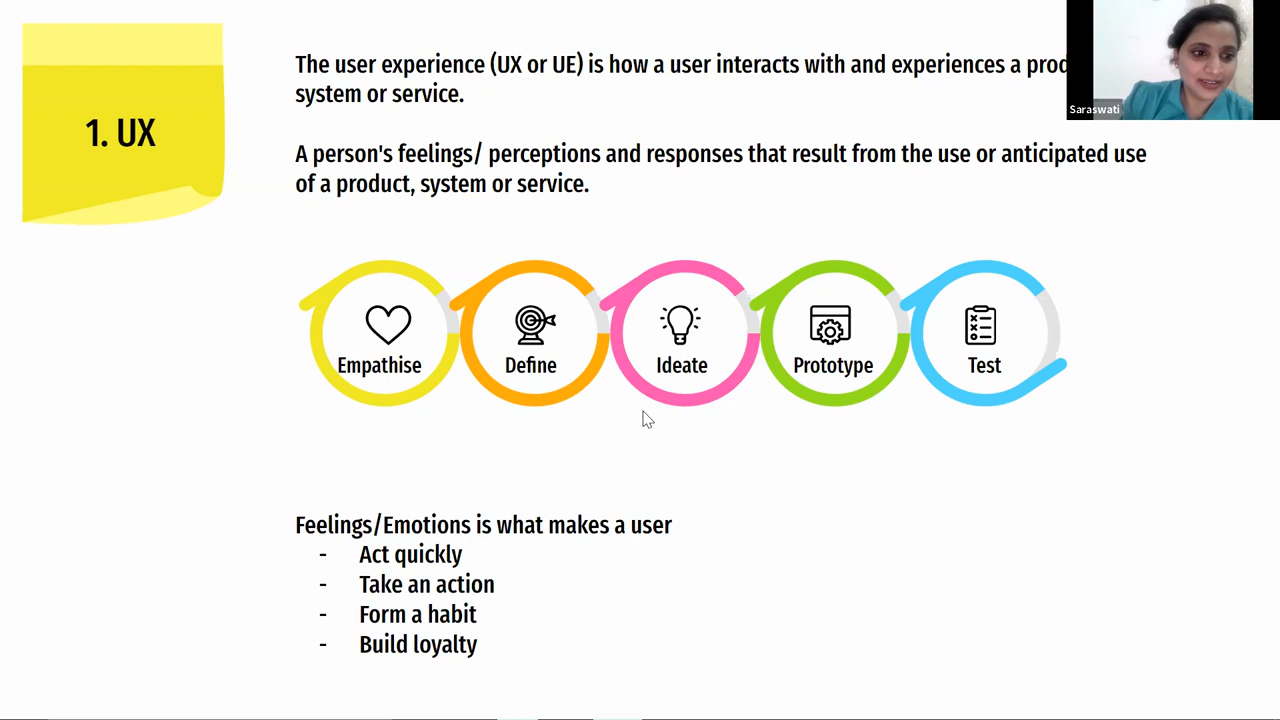 1. UX
The user experience (UX or UE) is how a user interacts with and experiences a
system or service.
A person's feelings/ perceptions and responses that result from the use or anticipated use
of a product, system or service.
Empathise
Define
Ideate
Prototype
Test
Feelings/Emotions is what makes a user
- Act quickly
- Take an action
- Form a habit
- Build loyalty
Saraswati